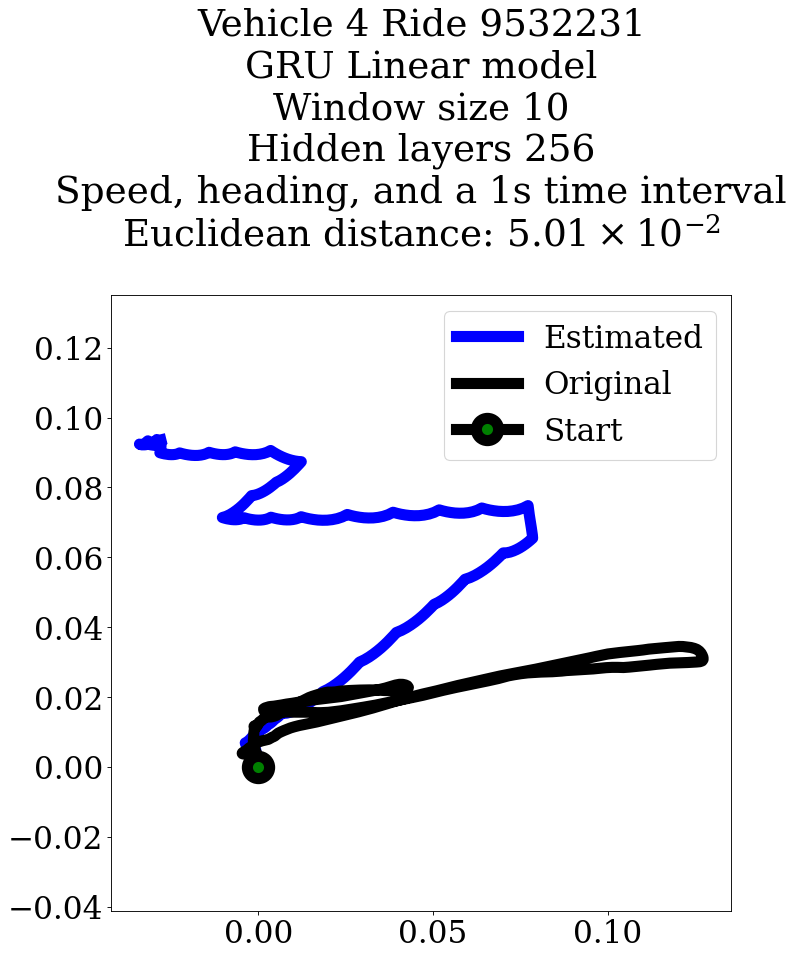 Vehicle 4 Ride 9532231
GRU Linear model
Window size 10
Hidden layers 256
Speed, heading, and a 1s time interval
Euclidean distance: 5.01 × 10⁻²
Estimated
Original
Start
0.12
0.10
0.08
0.06
0.04
0.02
0.00
−0.02
−0.04
0.00 0.05 0.10